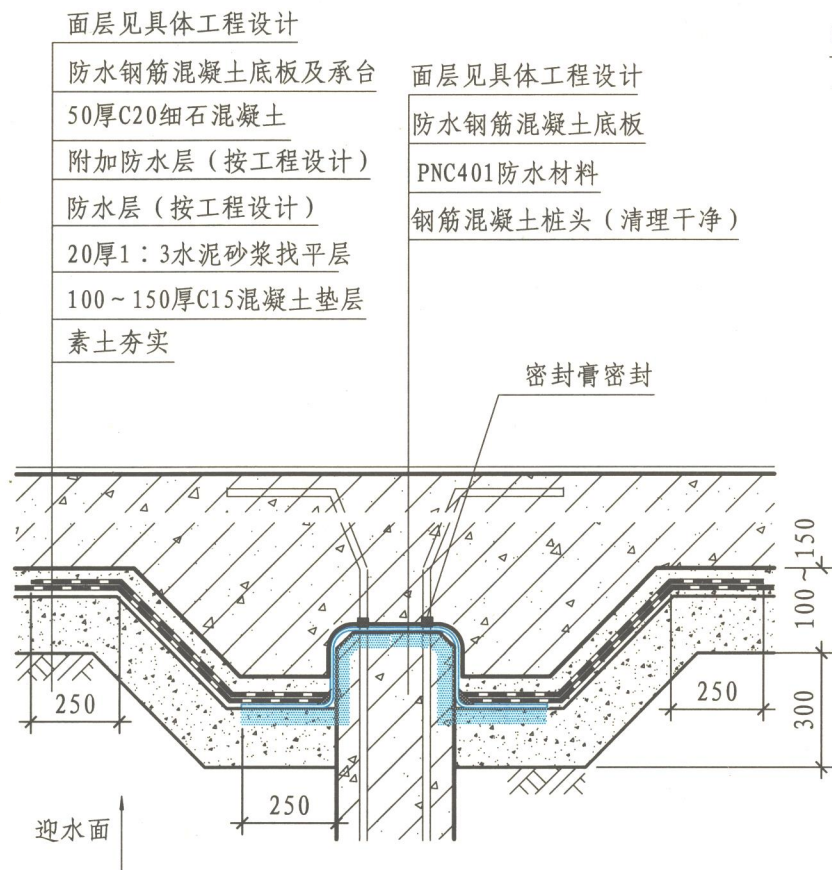 面层见具体工程设计
防水钢筋混凝土底板及承台
50厚C20细石混凝土
附加防水层（按工程设计）
防水层（按工程设计）
20厚1：3水泥砂浆找平层
100～150厚C15混凝土垫层
素土夯实
面层见具体工程设计
防水钢筋混凝土底板
PNC401防水材料
钢筋混凝土桩头（清理干净）
密封膏密封
100～150
300
250
250
250
迎水面